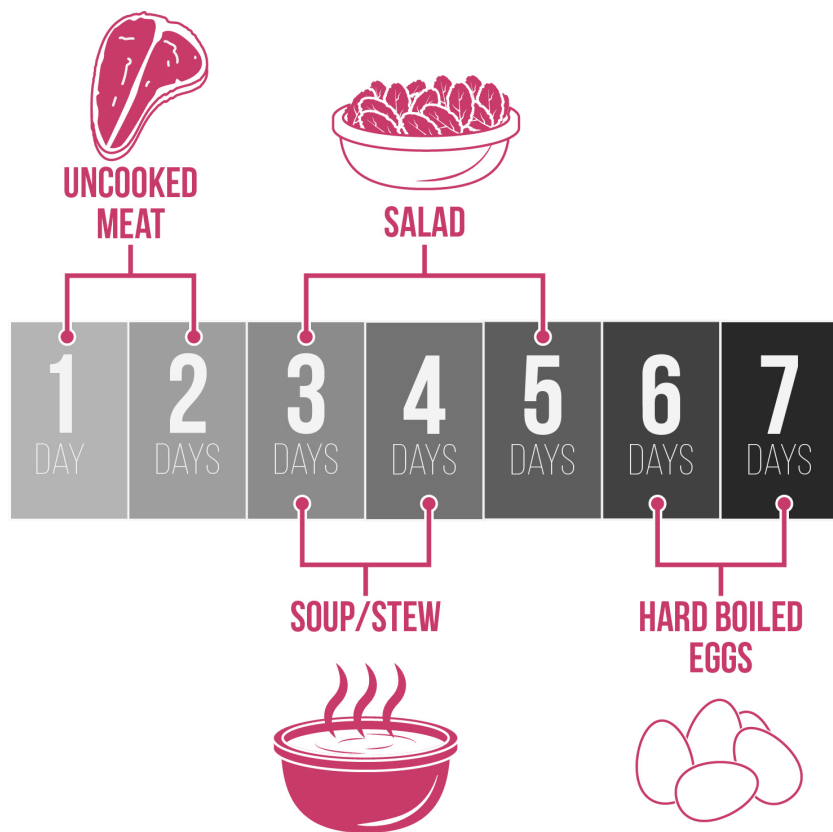 UNCOOKED
MEAT
SALAD
1
DAY
2
DAYS
3
DAYS
4
DAYS
5
DAYS
6
DAYS
7
DAYS
SOUP/STEW
HARD BOILED
EGGS